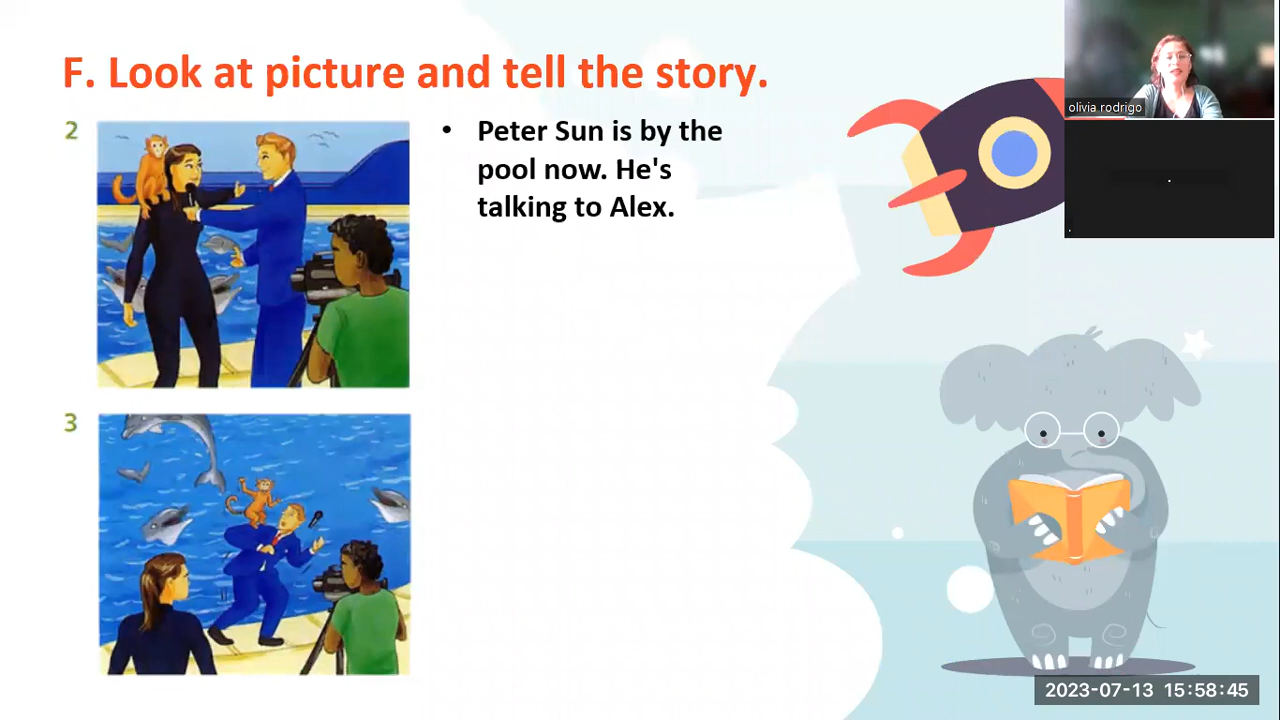 F. Look at picture and tell the story.
2
• Peter Sun is by the
pool now. He's
talking to Alex.
3
olivia rodrigo
2023-07-13 15:58:45